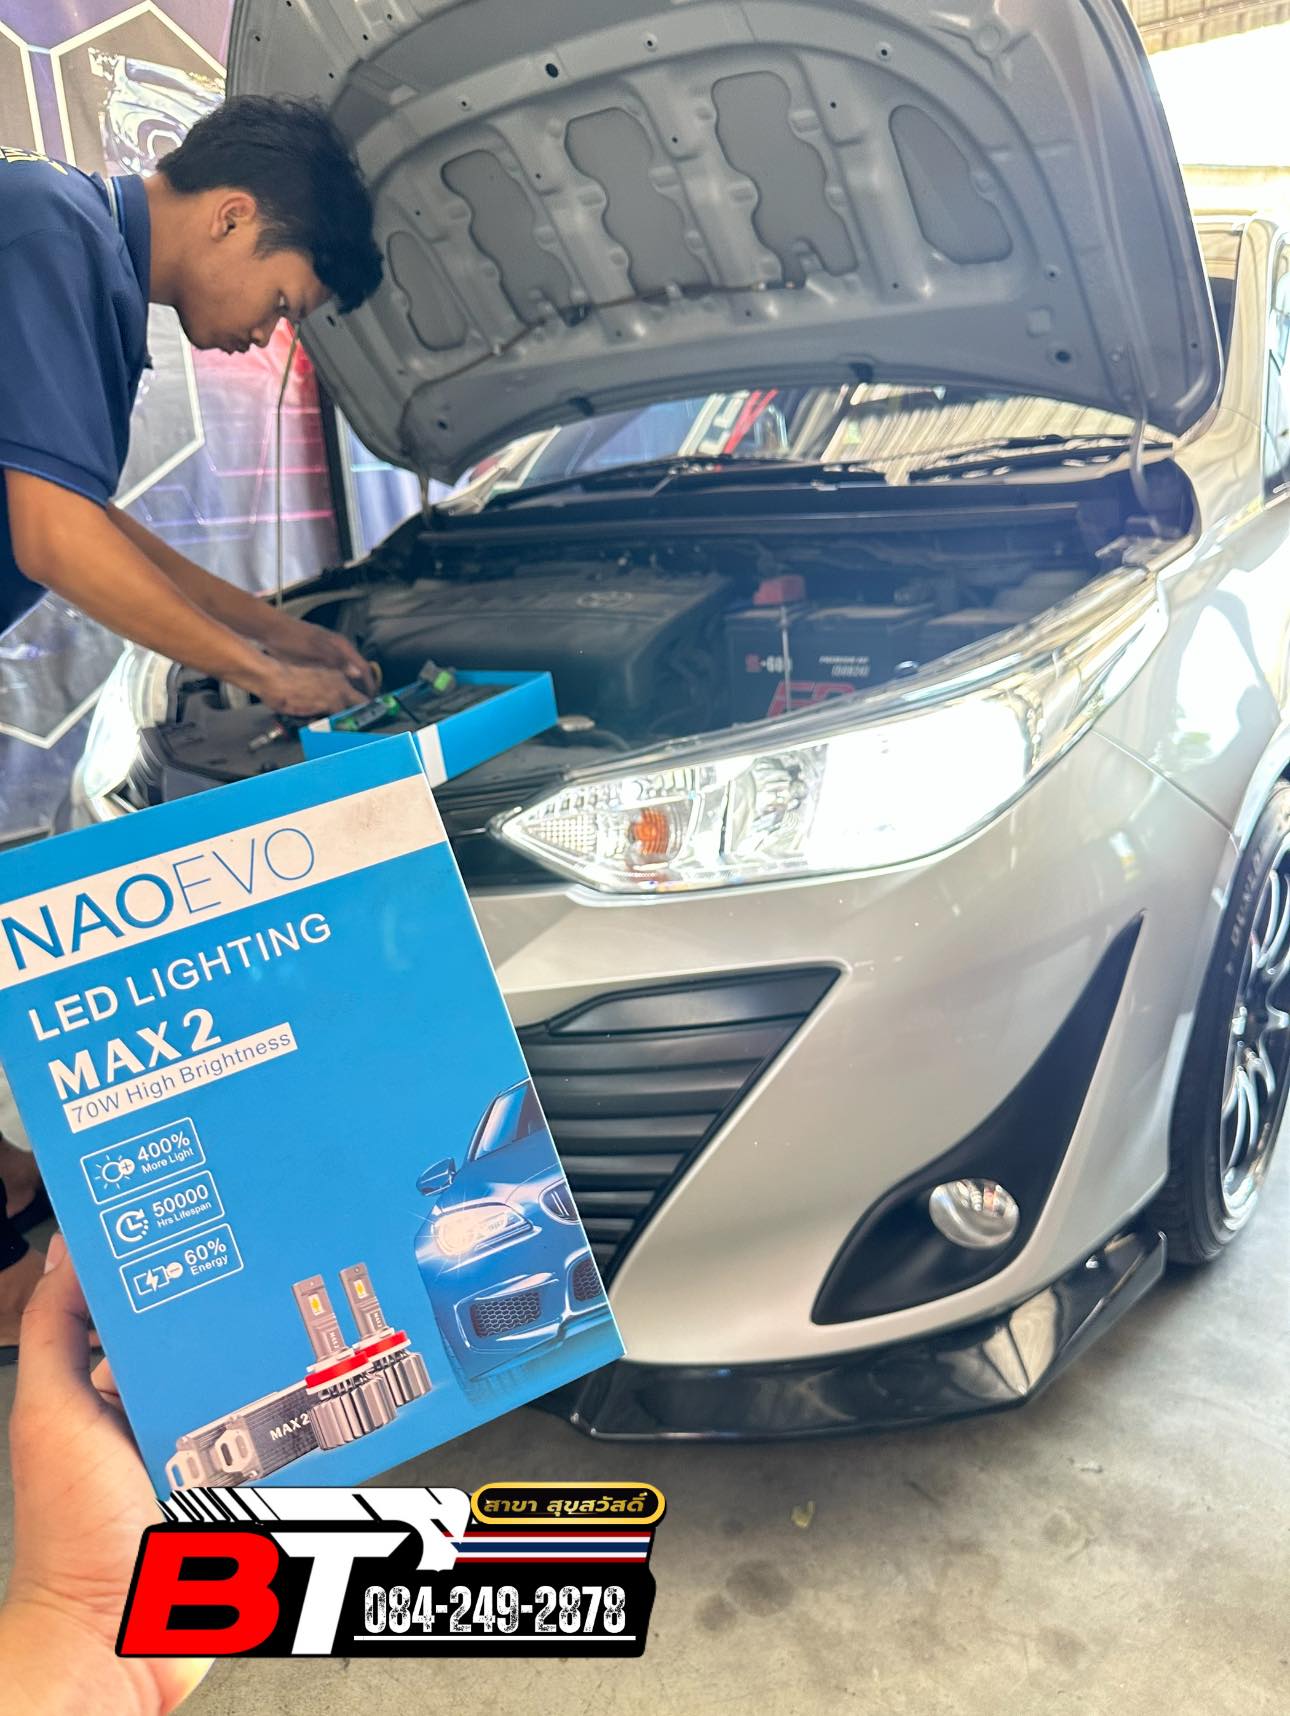 NAOEVO
LED LIGHTING
MAX 2
70W High Brightness
400%
More Light
50000
Hrs Lifespan
60%
Energy
MAX 2
สาขา สุขสวัสดิ์
BT
084-249-2878